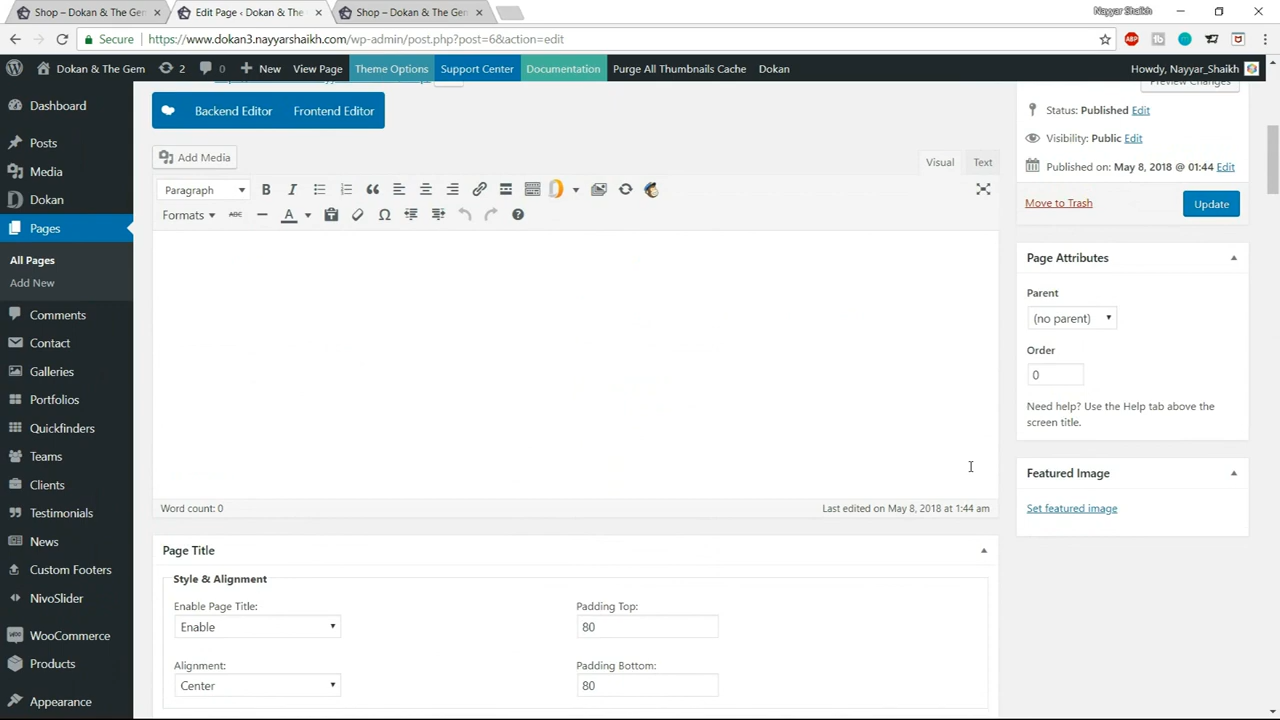 Shop – Dokan & The Gem
Edit Page ‹ Dokan & The
Shop – Dokan & The Gem
Nayyar Shaikh
Secure
https://www.dokan3.nayyarshaikh.com/wp-admin/post.php?post=6&action=edit
Dokan & The Gem
2
0
New
View Page
Theme Options
Support Center
Documentation
Purge All Thumbnails Cache
Dokan
Howdy, Nayyar_Shaikh
Dashboard
Posts
Media
Dokan
Pages
All Pages
Add New
Comments
Contact
Galleries
Portfolios
Quickfinders
Teams
Clients
Testimonials
News
Custom Footers
NivoSlider
WooCommerce
Products
Appearance
Backend Editor
Frontend Editor
Add Media
Visual
Text
Paragraph
Formats
Word count: 0
Last edited on May 8, 2018 at 1:44 am
Page Title
Style & Alignment
Enable Page Title:
Enable
Padding Top:
80
Alignment:
Center
Padding Bottom:
80
Preview Changes
Status: Published Edit
Visibility: Public Edit
Published on: May 8, 2018 @ 01:44 Edit
Move to Trash
Update
Page Attributes
Parent
(no parent)
Order
0
Need help? Use the Help tab above the
screen title.
Featured Image
Set featured image